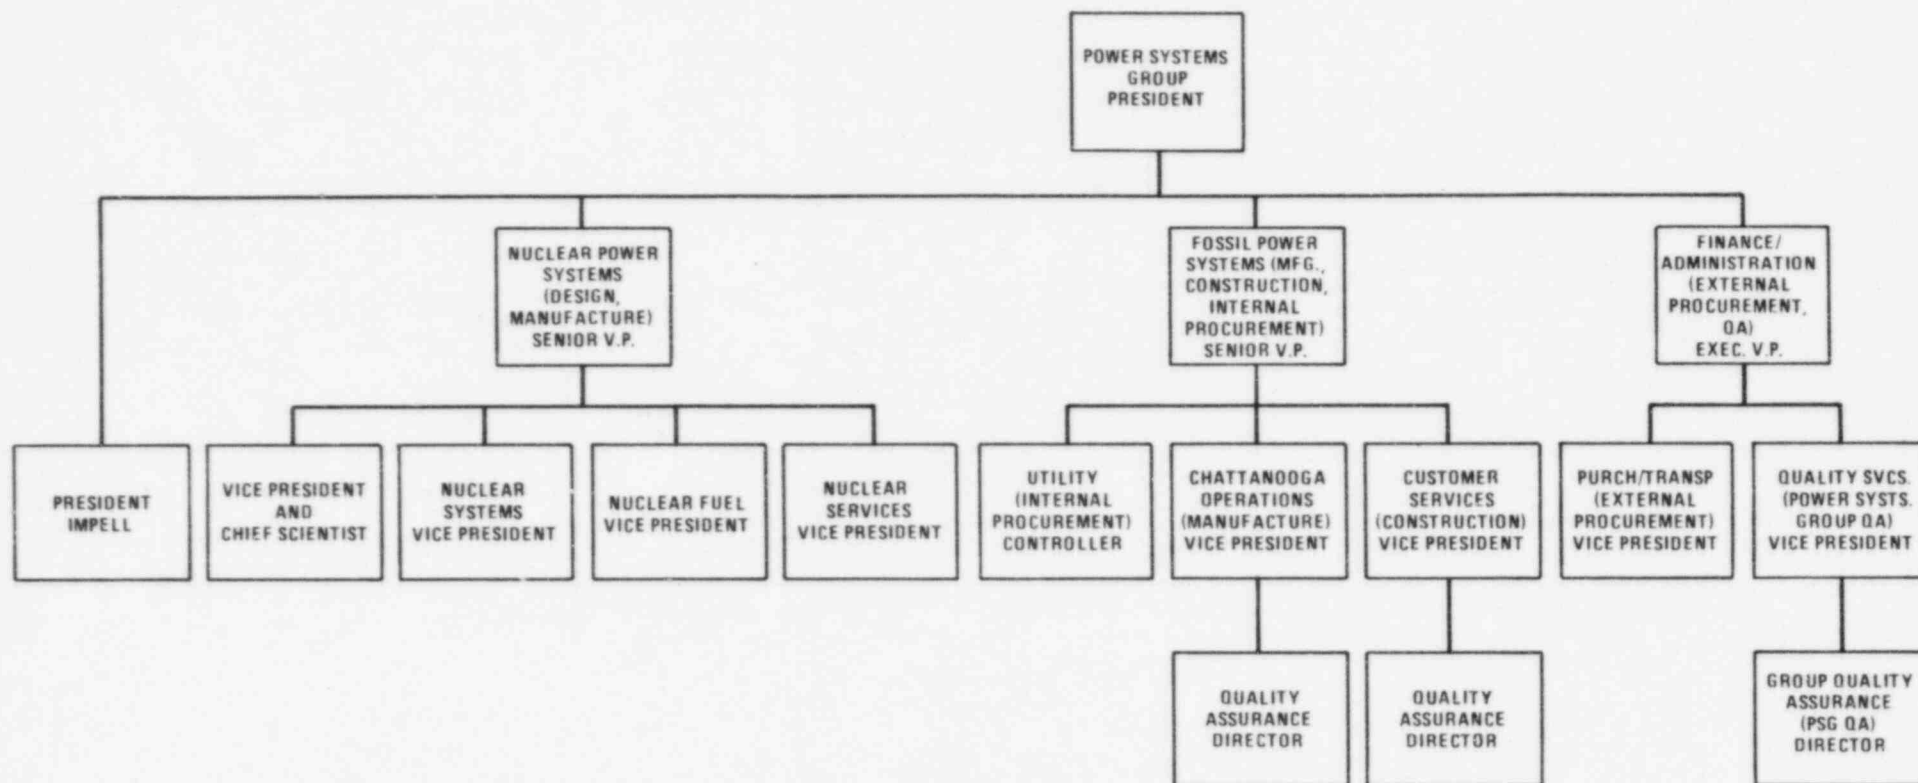 POWER SYSTEMS
GROUP
PRESIDENT
NUCLEAR POWER
SYSTEMS
(DESIGN,
MANUFACTURE)
SENIOR V.P.
FOSSIL POWER
SYSTEMS (MFG.,
CONSTRUCTION,
INTERNAL
PROCUREMENT)
SENIOR V.P.
FINANCE/
ADMINISTRATION
(EXTERNAL
PROCUREMENT,
QA)
EXEC. V.P.
PRESIDENT
IMPELL
VICE PRESIDENT
AND
CHIEF SCIENTIST
NUCLEAR
SYSTEMS
VICE PRESIDENT
NUCLEAR FUEL
VICE PRESIDENT
NUCLEAR
SERVICES
VICE PRESIDENT
UTILITY
(INTERNAL
PROCUREMENT)
CONTROLLER
CHATTANOOGA
OPERATIONS
(MANUFACTURE)
VICE PRESIDENT
CUSTOMER
SERVICES
(CONSTRUCTION)
VICE PRESIDENT
PURCH/TRANSP
(EXTERNAL
PROCUREMENT)
VICE PRESIDENT
QUALITY SVCS.
(POWER SYSTS.
GROUP QA)
VICE PRESIDENT
QUALITY
ASSURANCE
DIRECTOR
QUALITY
ASSURANCE
DIRECTOR
GROUP QUALITY
ASSURANCE
(PSG QA)
DIRECTOR